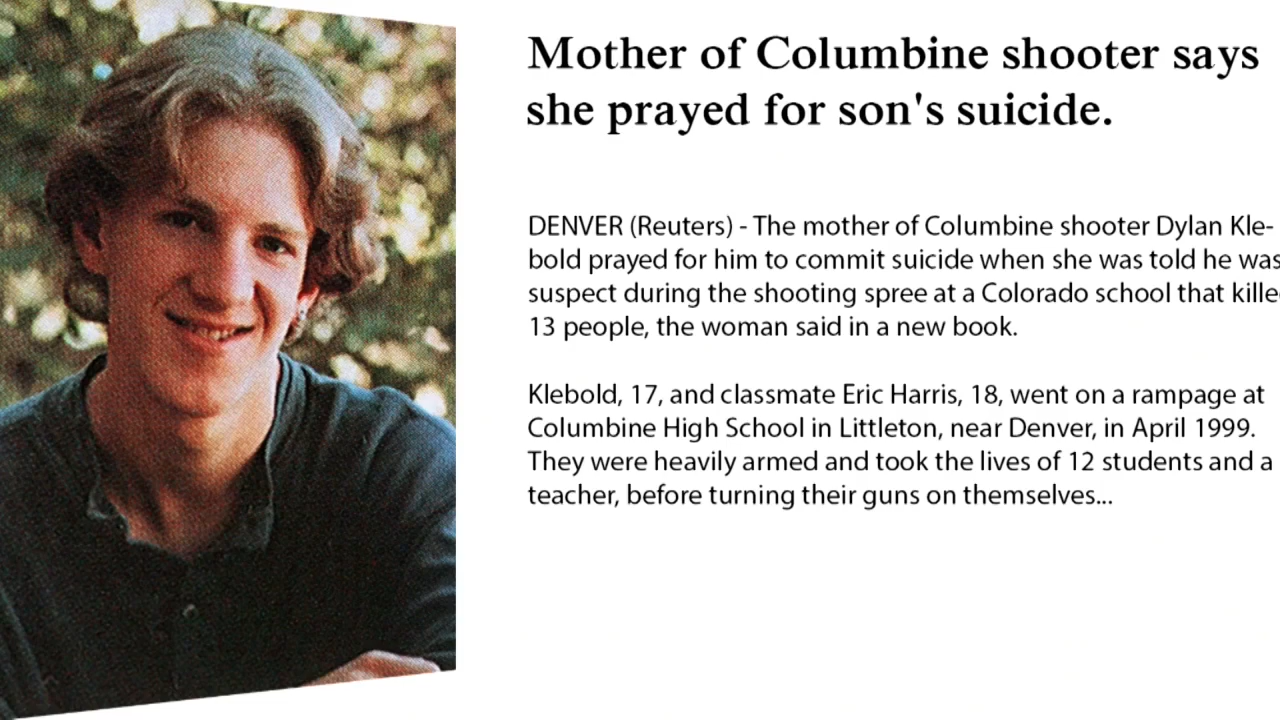 Mother of Columbine shooter says
she prayed for son's suicide.
DENVER (Reuters) - The mother of Columbine shooter Dylan Kle-
bold prayed for him to commit suicide when she was told he was
suspect during the shooting spree at a Colorado school that kille
13 people, the woman said in a new book.
Klebold, 17, and classmate Eric Harris, 18, went on a rampage at
Columbine High School in Littleton, near Denver, in April 1999.
They were heavily armed and took the lives of 12 students and a
teacher, before turning their guns on themselves...